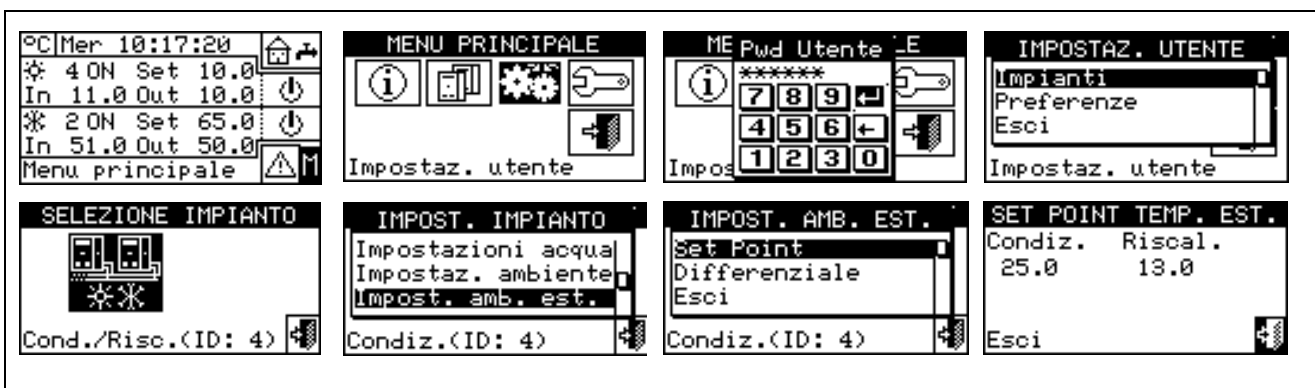 °C Mer 10:17:20
4 ON Set 10.0
In 11.0 Out 10.0
2 ON Set 65.0
In 51.0 Out 50.0
Menu principale M
MENU PRINCIPALE
i
Impostaz. utente
ME Pwd Utente LE
******
i
7 8 9
4 5 6 ←
1 2 3 0
Impos
IMPOSTAZ. UTENTE
Impianti
Preferenze
Esci
Impostaz. utente
SELEZIONE IMPIANTO
Cond./Risc.(ID: 4)
IMPOST. IMPIANTO
Impostazioni acqua
Impostaz. ambiente
Impost. amb. est.
Condiz.(ID: 4)
IMPOST. AMB. EST.
Set Point
Differenziale
Esci
Condiz.(ID: 4)
SET POINT TEMP. EST.
Condiz. Riscal.
25.0 13.0
Esci